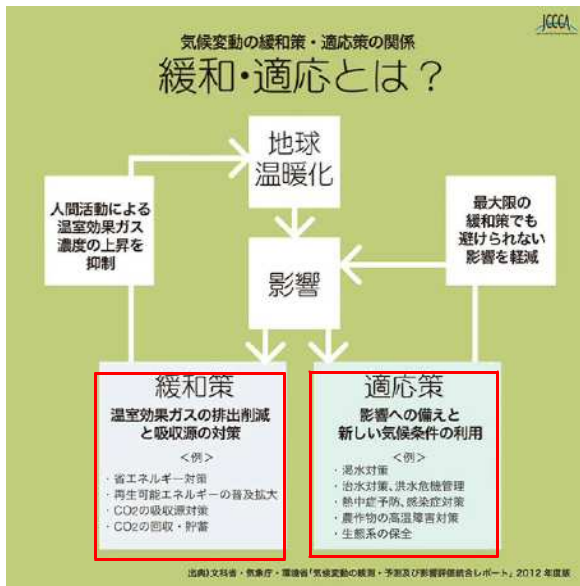 JCCCA
気候変動の緩和策・適応策の関係
緩和・適応とは？
地球
温暖化
人間活動による
温室効果ガス
濃度の上昇を
抑制
最大限の
緩和策でも
避けられない
影響を軽減
影響
緩和策
温室効果ガスの排出削減
と吸収源の対策
＜例＞
・省エネルギー対策
・再生可能エネルギーの普及拡大
・CO2の吸収源対策
・CO2の回収・貯蓄
適応策
影響への備えと
新しい気候条件の利用
＜例＞
・渇水対策
・治水対策、洪水危機管理
・熱中症予防、感染症対策
・農作物の高温障害対策
・生態系の保全
出典）文科省・気象庁・環境省「気候変動の観測・予測及び影響評価統合レポート」2012年度版